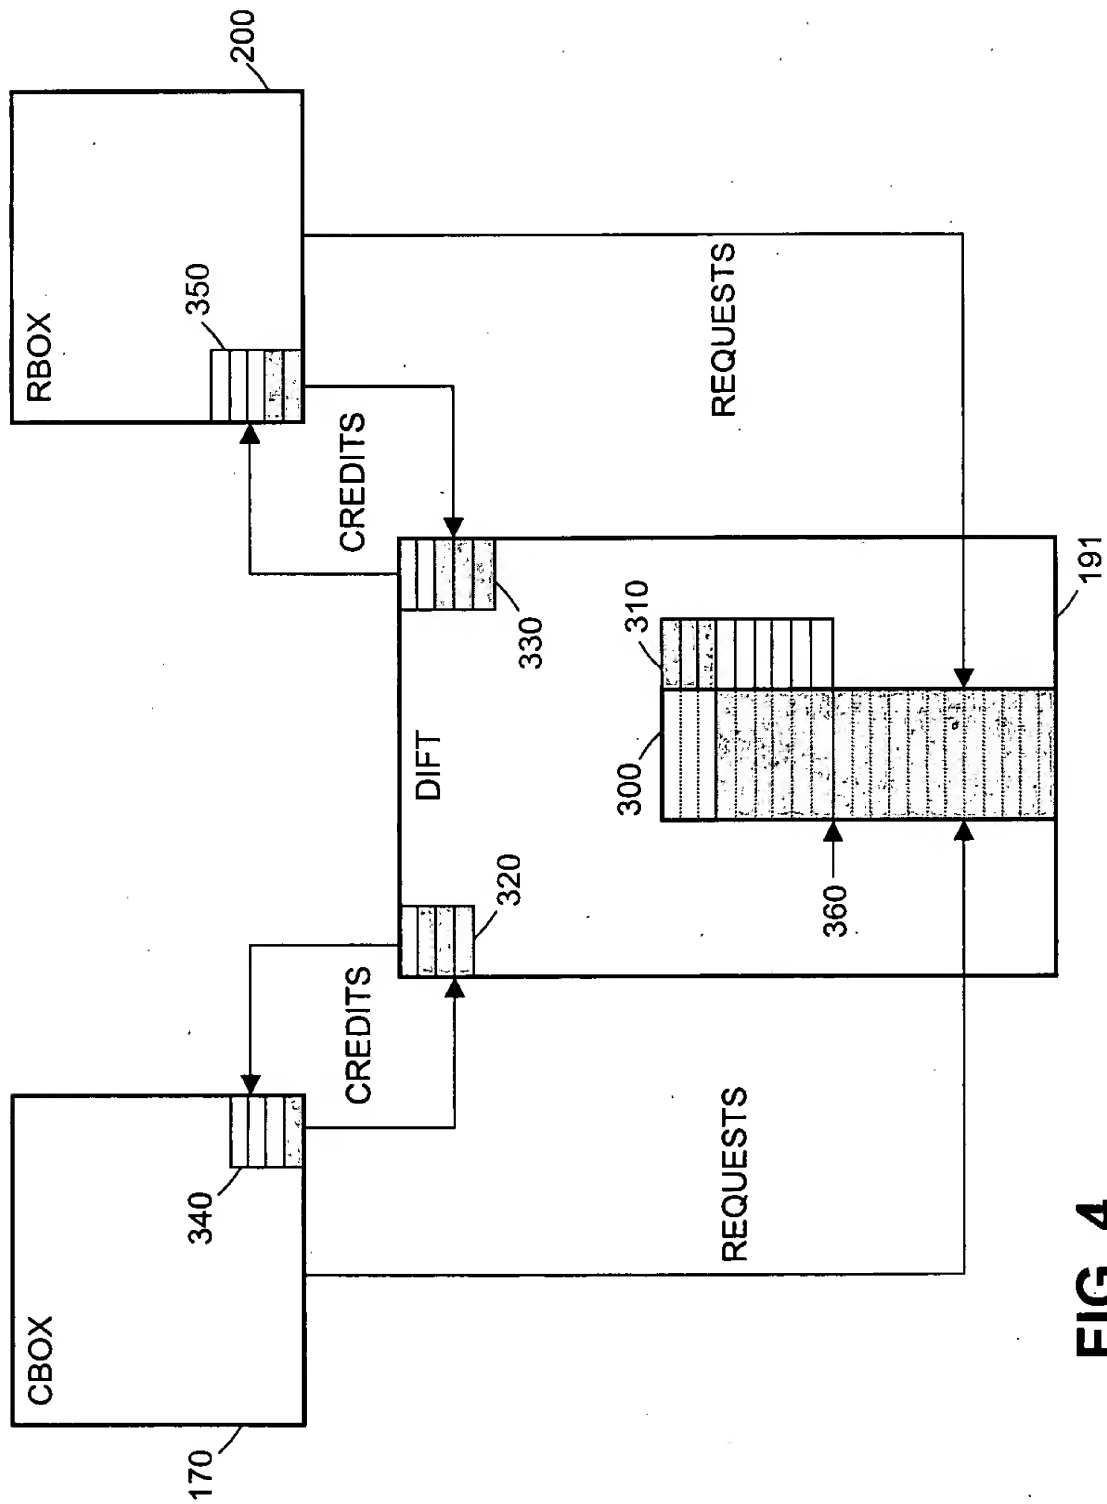 200
CBOX
RBOX
170
340
350
CREDITS
CREDITS
DIFT
320
330
300
310
REQUESTS
REQUESTS
360
191
FIG. 4